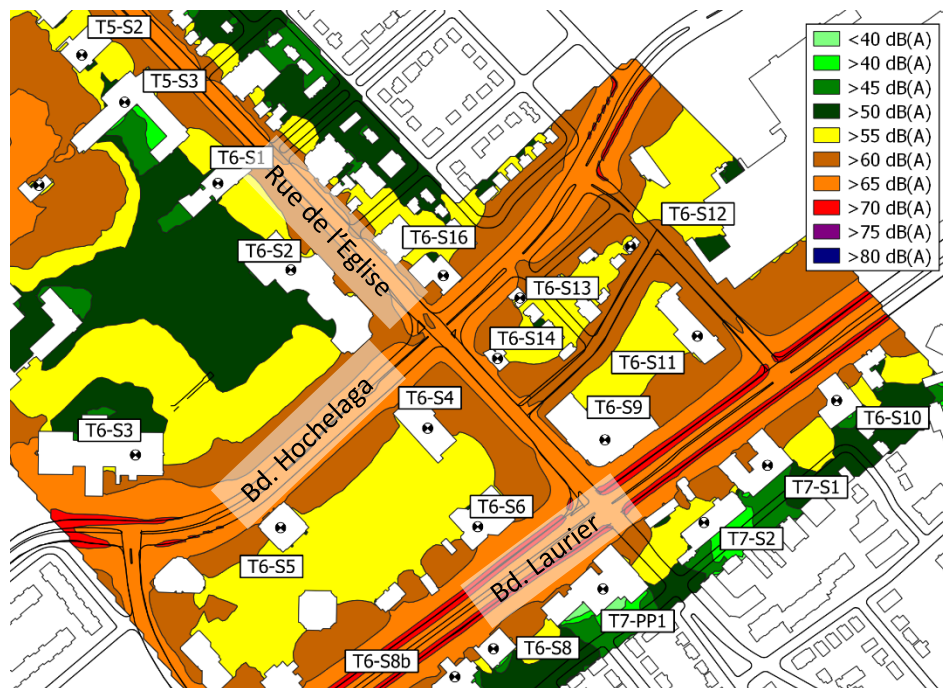 T5-S2
<40 dB(A)
>40 dB(A)
>45 dB(A)
>50 dB(A)
>55 dB(A)
>60 dB(A)
>65 dB(A)
>70 dB(A)
>75 dB(A)
>80 dB(A)
T5-S3
T6-S1
Rue de l'Eglise
T6-S12
T6-S16
T6-S2
T6-S13
T6-S14
T6-S11
Bd. Hochelaga
T6-S4
T6-S9
T6-S10
T6-S3
T7-S1
T6-S6
T7-S2
Bd. Laurier
T6-S5
T7-PP1
T6-S8
T6-S8b